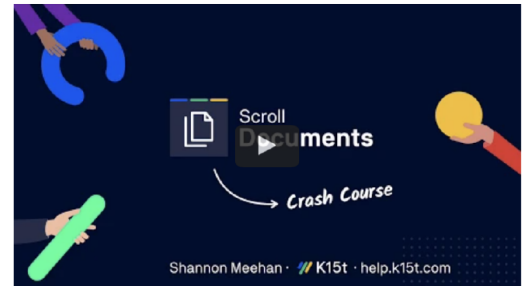 Scroll
Documents
Crash Course
Shannon Meehan · K15t · help.k15t.com